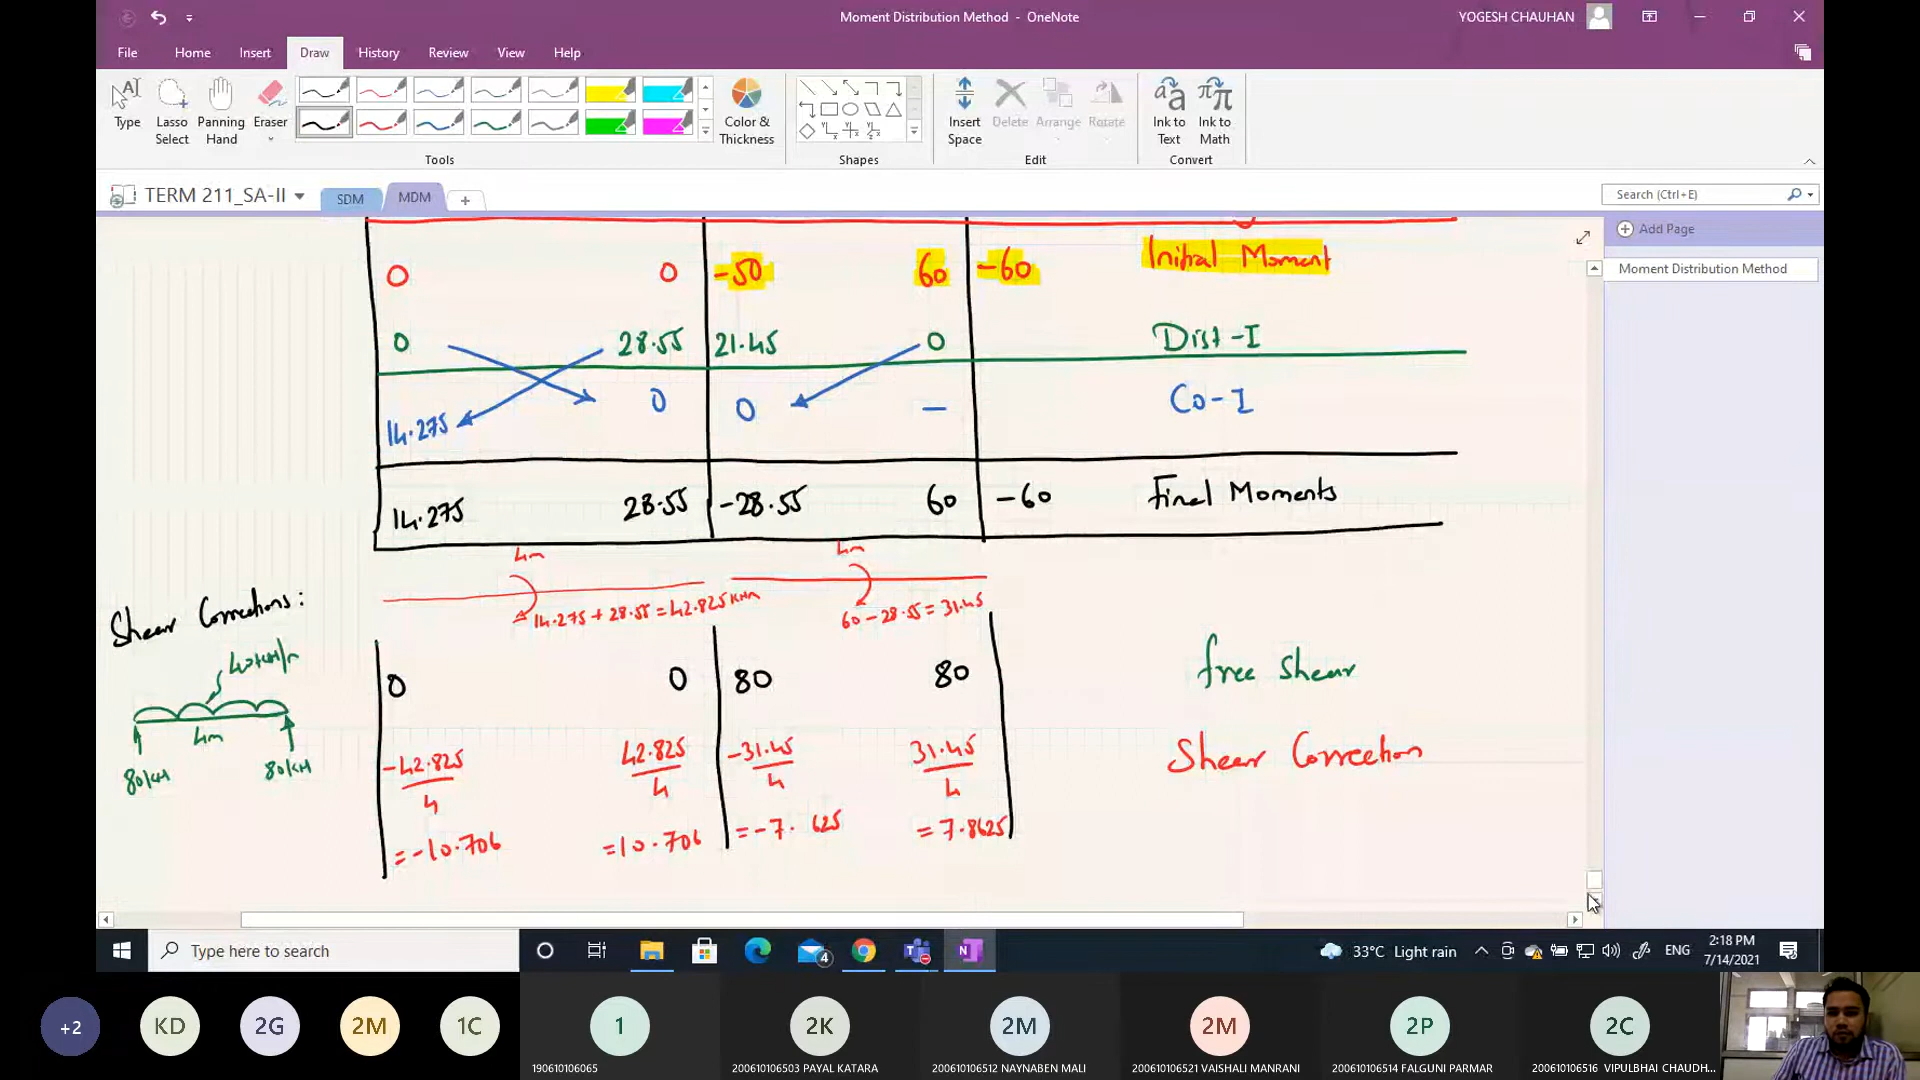 Moment Distribution Method - OneNote
YOGESH CHAUHAN
File Home Insert Draw History Review View Help
Type
Lasso Select
Panning Hand
Eraser
Color & Thickness
Insert Space
Delete
Arrange
Rotate
Ink to Text
Ink to Math
Tools
Shapes
Edit
Convert
TERM 211_SA-II
SDM
MDM
Search (Ctrl+E)
Add Page
Moment Distribution Method
0 0 -50 60 -60 Initial Moment
0 28.55 21.45 0 Dist-I
14.275 0 0 — Co-I
14.275 28.55 -28.55 60 -60 Final Moments
4m 4m
14.275 + 28.55 = 42.825 KNm
60 - 28.55 = 31.45
Shear Corrections:
4m
80KN 80KN
0 0 80 80 free Shear
-42.825/4 42.825/4 -31.45/4 31.45/4 Shear Correction
= -10.706 = 10.706 = -7. 625 = 7.8625
Type here to search
4
33°C Light rain
ENG
2:18 PM
7/14/2021
+2 KD 2G 2M 1C 1 2K 2M 2M 2P 2C
190610106065
200610106503 PAYAL KATARA
200610106512 NAYNABEN MALI
200610106521 VAISHALI MANRANI
200610106514 FALGUNI PARMAR
200610106516 VIPULBHAI CHAUDH...